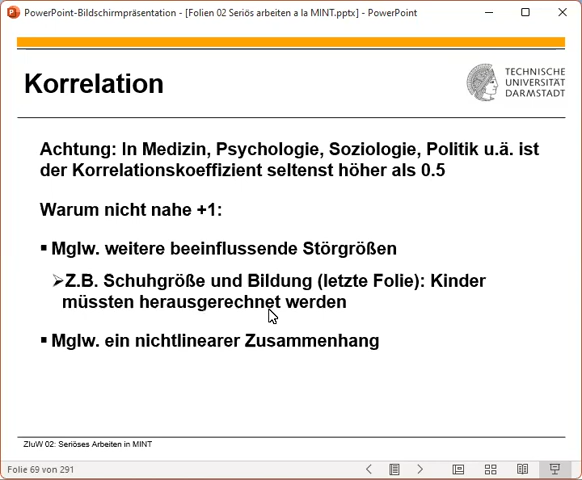 PowerPoint-Bildschirmpräsentation - [Folien 02 Seriös arbeiten a la MINT.pptx] - PowerPoint
Korrelation
TECHNISCHE
UNIVERSITÄT
DARMSTADT
Achtung: In Medizin, Psychologie, Soziologie, Politik u.ä. ist
der Korrelationskoeffizient seltenst höher als 0.5
Warum nicht nahe +1:
▪ Mglw. weitere beeinflussende Störgrößen
➢Z.B. Schuhgröße und Bildung (letzte Folie): Kinder
müssten herausgerechnet werden
▪ Mglw. ein nichtlinearer Zusammenhang
ZIuW 02: Seriöses Arbeiten in MINT
Folie 69 von 291